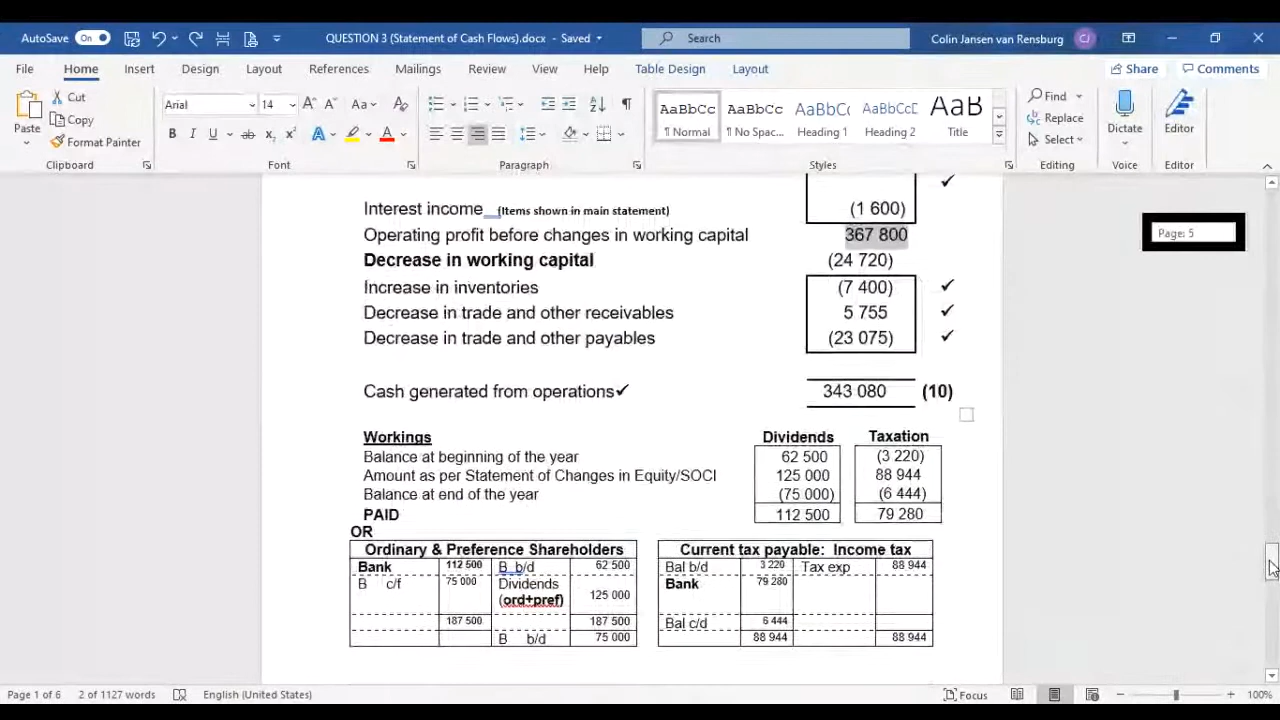 AutoSave On QUESTION 3 (Statement of Cash Flows).docx - Saved Search Colin Jansen van Rensburg CJ
File Home Insert Design Layout References Mailings Review View Help Table Design Layout Share Comments
Paste Cut Copy Format Painter
Arial 14
AaBbCc AaBbCc AaBbC( AaBbCcD AaB
¶ Normal ¶ No Spac... Heading 1 Heading 2 Title
Find Replace Select Dictate Editor
Clipboard Font Paragraph Styles Editing Voice Editor
Page: 5
Interest income (Items shown in main statement) (1 600)
Operating profit before changes in working capital 367 800
Decrease in working capital (24 720)
Increase in inventories (7 400) ✓
Decrease in trade and other receivables 5 755 ✓
Decrease in trade and other payables (23 075) ✓
Cash generated from operations✓ 343 080 (10)
Workings Dividends Taxation
Balance at beginning of the year 62 500 (3 220)
Amount as per Statement of Changes in Equity/SOCI 125 000 88 944
Balance at end of the year (75 000) (6 444)
PAID 112 500 79 280
OR
Ordinary & Preference Shareholders Current tax payable: Income tax
Bank 112 500 B b/d 62 500 Bal b/d 3 220 Tax exp 88 944
B c/f 75 000 Dividends Bank 79 280
(ord+pref) 125 000
187 500 187 500 Bal c/d 6 444
B b/d 75 000 88 944 88 944
Page 1 of 6 2 of 1127 words English (United States) Focus 100%